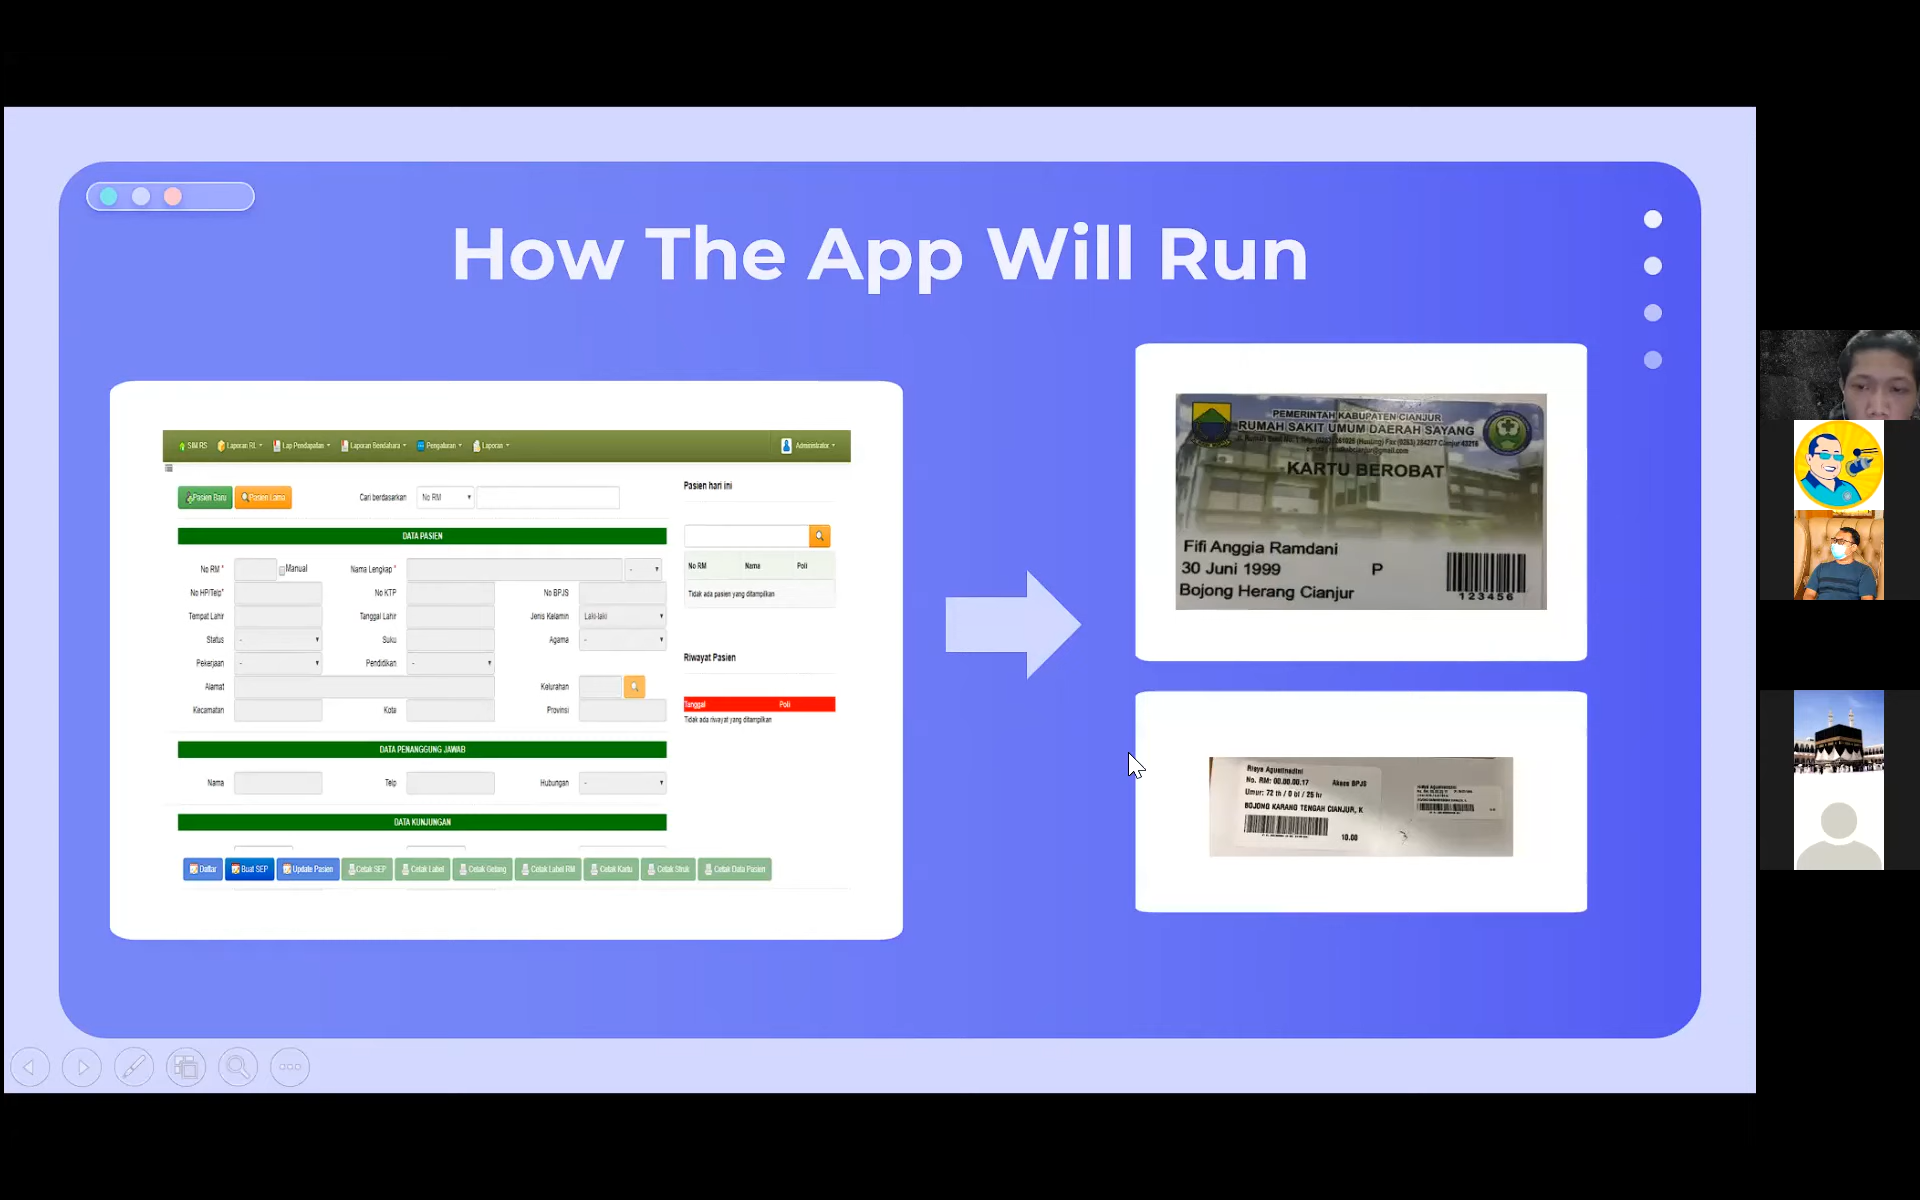 How The App Will Run
SIM RS Laporan RL Lap Pendapatan Laporan Bendahara Pengaturan Laporan Administrator
Pasien Baru Pasien Lama Cari berdasarkan No RM
DATA PASIEN
No RM * Manual Nama Lengkap * -
No HP/Telp* No KTP No BPJS
Tempat Lahir Tanggal Lahir Jenis Kelamin Laki-laki
Status - Suku Agama -
Pekerjaan - Pendidikan -
Alamat Kelurahan
Kecamatan Kota Provinsi
DATA PENANGGUNG JAWAB
Nama Telp Hubungan -
DATA KUNJUNGAN
Daftar Buat SEP Update Pasien Cetak SEP Cetak Label Cetak Gelang Cetak Label RM Cetak Kartu Cetak Struk Cetak Data Pasien
Pasien hari ini
No RM Nama Poli
Tidak ada pasien yang ditampilkan
Riwayat Pasien
Tanggal Poli
Tidak ada riwayat yang ditampilkan
PEMERINTAH KABUPATEN CIANJUR
RUMAH SAKIT UMUM DAERAH SAYANG
KARTU BEROBAT
Fifi Anggia Ramdani
30 Juni 1999 P
Bojong Herang Cianjur
123456
No. RM: 00.00.00.17 Akses BPJS
Umur: 72 th / 0 bl / 25 hr
BOJONG KARANG TENGAH CIANJUR, K
10.00